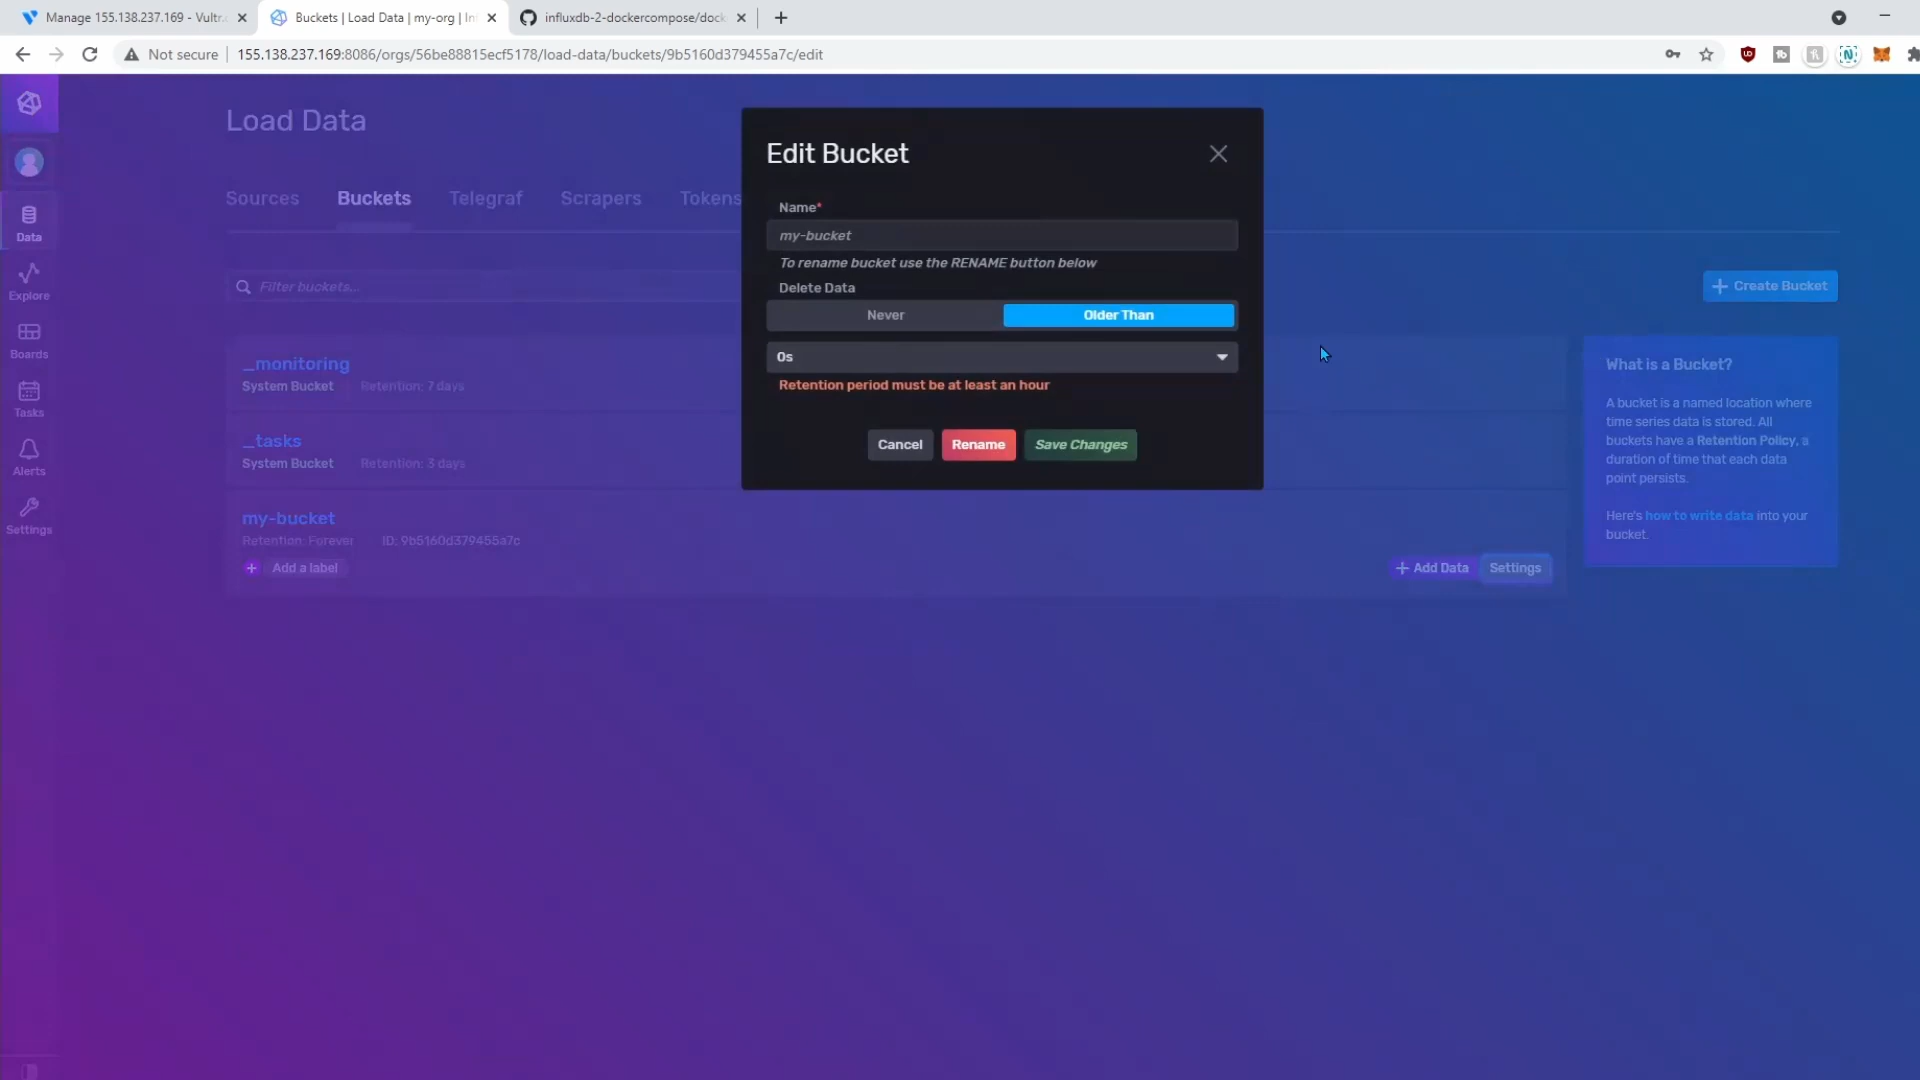 Manage 155.138.237.169 - Vultr.c
Buckets | Load Data | my-org | In
influxdb-2-dockercompose/dock
Not secure
155.138.237.169:8086/orgs/56be88815ecf5178/load-data/buckets/9b5160d379455a7c/edit
Load Data
Sources
Buckets
Telegraf
Scrapers
Tokens
Data
Explore
Boards
Tasks
Alerts
Settings
Filter buckets...
Create Bucket
_monitoring
System Bucket
Retention: 7 days
_tasks
System Bucket
Retention: 3 days
my-bucket
Retention: Forever
ID: 9b5160d379455a7c
Add a label
Add Data
Settings
Edit Bucket
Name*
my-bucket
To rename bucket use the RENAME button below
Delete Data
Never
Older Than
0s
Retention period must be at least an hour
Cancel
Rename
Save Changes
What is a Bucket?
A bucket is a named location where
time series data is stored. All
buckets have a Retention Policy, a
duration of time that each data
point persists.
Here's how to write data into your
bucket.